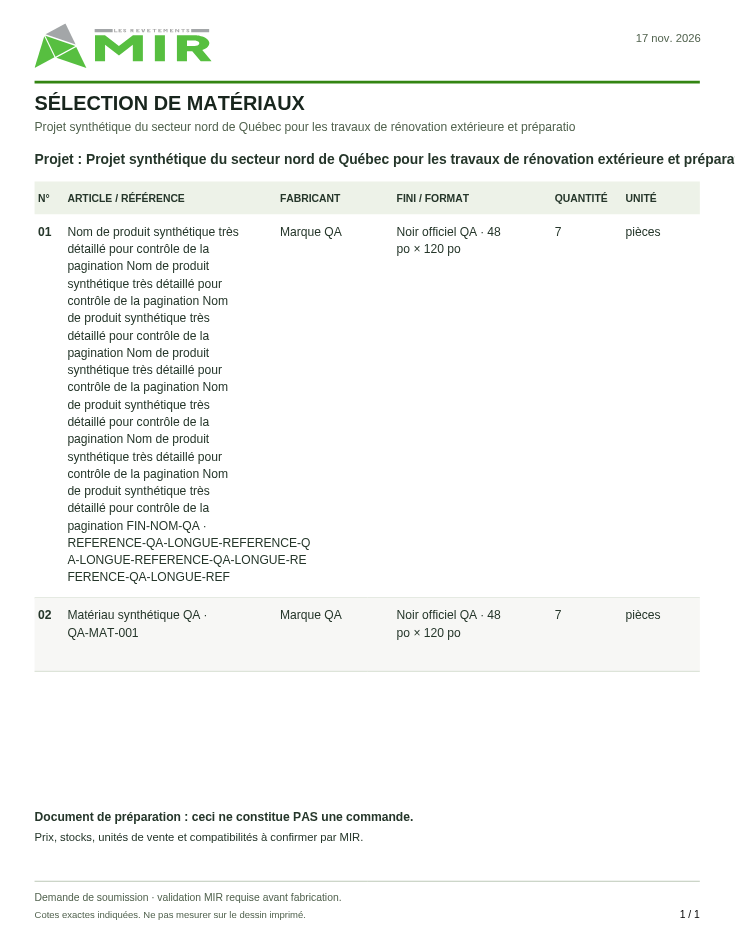 LES REVÊTEMENTS
MIR
17 nov. 2026
SÉLECTION DE MATÉRIAUX
Projet synthétique du secteur nord de Québec pour les travaux de rénovation extérieure et préparatio
Projet : Projet synthétique du secteur nord de Québec pour les travaux de rénovation extérieure et prépara
N° ARTICLE / RÉFÉRENCE FABRICANT FINI / FORMAT QUANTITÉ UNITÉ
01 Nom de produit synthétique très Marque QA Noir officiel QA · 48 7 pièces
détaillé pour contrôle de la po × 120 po
pagination Nom de produit
synthétique très détaillé pour
contrôle de la pagination Nom
de produit synthétique très
détaillé pour contrôle de la
pagination Nom de produit
synthétique très détaillé pour
contrôle de la pagination Nom
de produit synthétique très
détaillé pour contrôle de la
pagination Nom de produit
synthétique très détaillé pour
contrôle de la pagination Nom
de produit synthétique très
détaillé pour contrôle de la
pagination FIN-NOM-QA ·
REFERENCE-QA-LONGUE-REFERENCE-Q
A-LONGUE-REFERENCE-QA-LONGUE-RE
FERENCE-QA-LONGUE-REF
02 Matériau synthétique QA · Marque QA Noir officiel QA · 48 7 pièces
QA-MAT-001 po × 120 po
Document de préparation : ceci ne constitue PAS une commande.
Prix, stocks, unités de vente et compatibilités à confirmer par MIR.
Demande de soumission · validation MIR requise avant fabrication.
Cotes exactes indiquées. Ne pas mesurer sur le dessin imprimé.
1 / 1